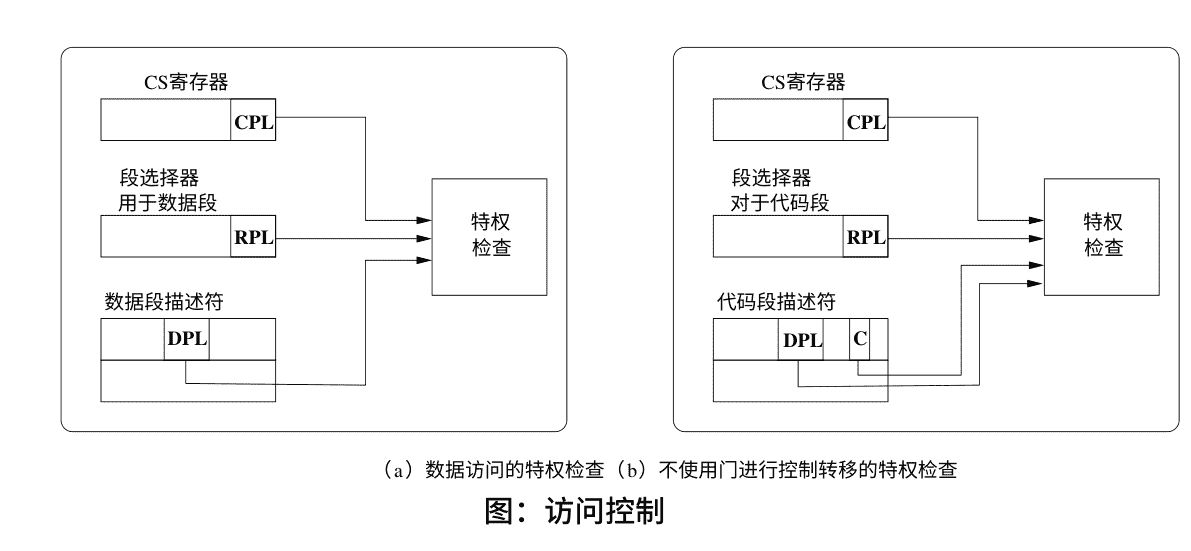 CS寄存器
CPL
段选择器
用于数据段
RPL
数据段描述符
DPL
特权
检查
CS寄存器
CPL
段选择器
对于代码段
RPL
代码段描述符
DPL
C
特权
检查
（a）数据访问的特权检查（b）不使用门进行控制转移的特权检查
图：访问控制